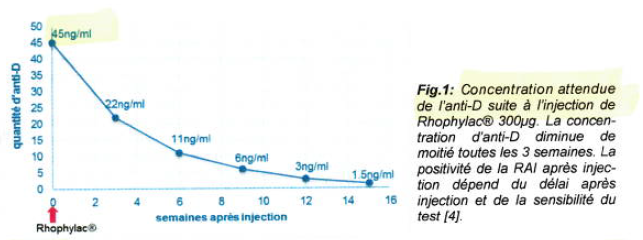 50
45
40
35
30
25
20
15
10
5
0
quantité d'anti-D
45ng/ml
22ng/ml
11ng/ml
6ng/ml
3ng/ml
1.5ng/ml
0 2 4 6 8 10 12 14 16
semaines après injection
Rhophylac®
Fig.1: Concentration attendue
de l'anti-D suite à l'injection de
Rhophylac® 300µg. La concen-
tration d'anti-D diminue de
moitié toutes les 3 semaines. La
positivité de la RAI après injec-
tion dépend du délai après
injection et de la sensibilité du
test [4].